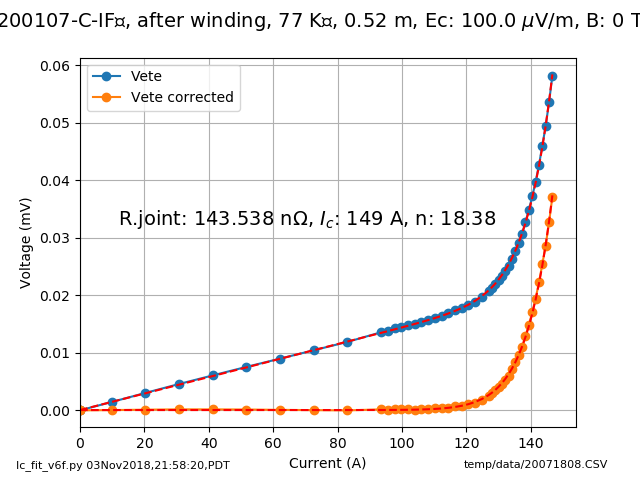 200107-C-IF▯, after winding, 77 K▯, 0.52 m, Ec: 100.0 μV/m, B: 0 T
Vete
Vete corrected
R.joint: 143.538 nΩ, Ic: 149 A, n: 18.38
Voltage (mV)
0.06
0.05
0.04
0.03
0.02
0.01
0.00
0 20 40 60 80 100 120 140
Current (A)
Ic_fit_v6f.py 03Nov2018,21:58:20,PDT
temp/data/20071808.CSV